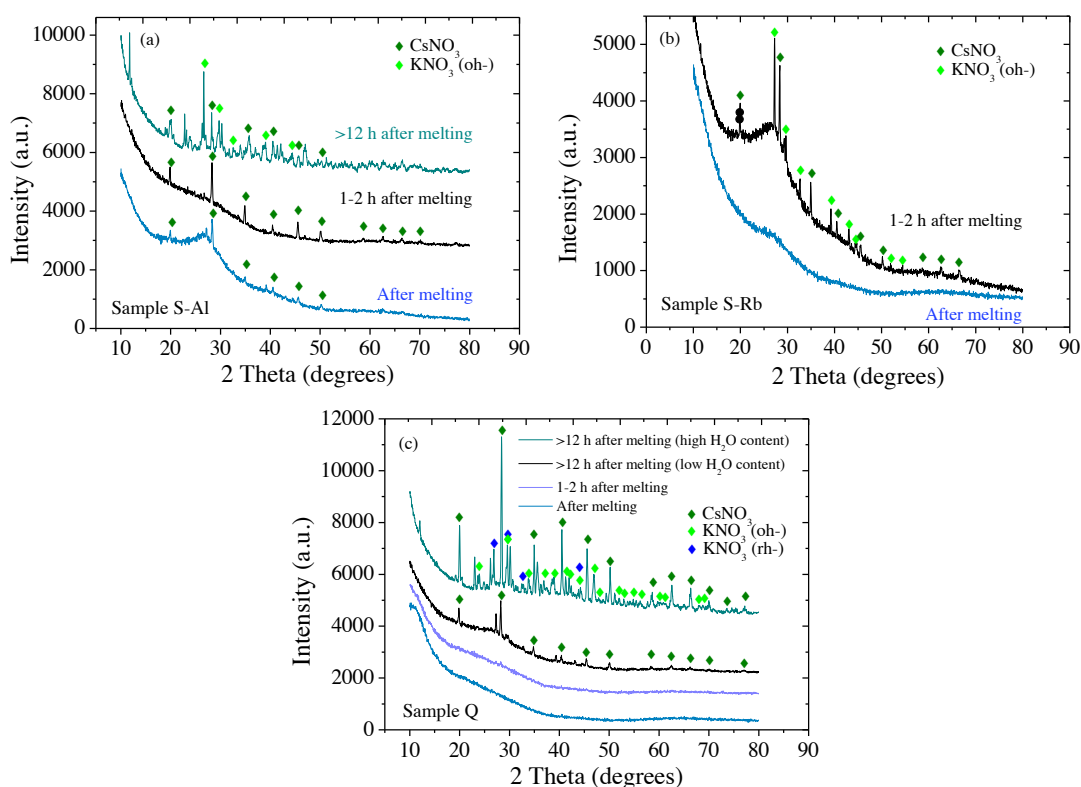 (a)
CsNO3
KNO3 (oh-)
>12 h after melting
1-2 h after melting
After melting
Sample S-Al
Intensity (a.u.)
10000
8000
6000
4000
2000
0
10 20 30 40 50 60 70 80 90
2 Theta (degrees)
(b)
CsNO3
KNO3 (oh-)
1-2 h after melting
After melting
Sample S-Rb
Intensity (a.u.)
5000
4000
3000
2000
1000
0
0 10 20 30 40 50 60 70 80 90
2 Theta (degrees)
(c)
>12 h after melting (high H2O content)
>12 h after melting (low H2O content)
1-2 h after melting
After melting
CsNO3
KNO3 (oh-)
KNO3 (rh-)
Sample Q
Intensity (a.u.)
12000
10000
8000
6000
4000
2000
0
10 20 30 40 50 60 70 80 90
2 Theta (degrees)